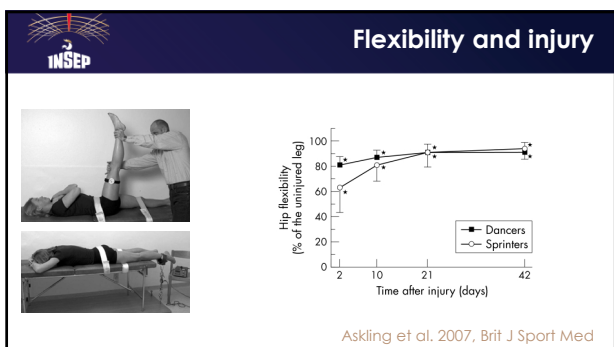 INSEP
Flexibility and injury
Hip flexibility
(% of the uninjured leg)
100
80
60
40
20
0
Dancers
Sprinters
2 10 21 42
Time after injury (days)
Askling et al. 2007, Brit J Sport Med